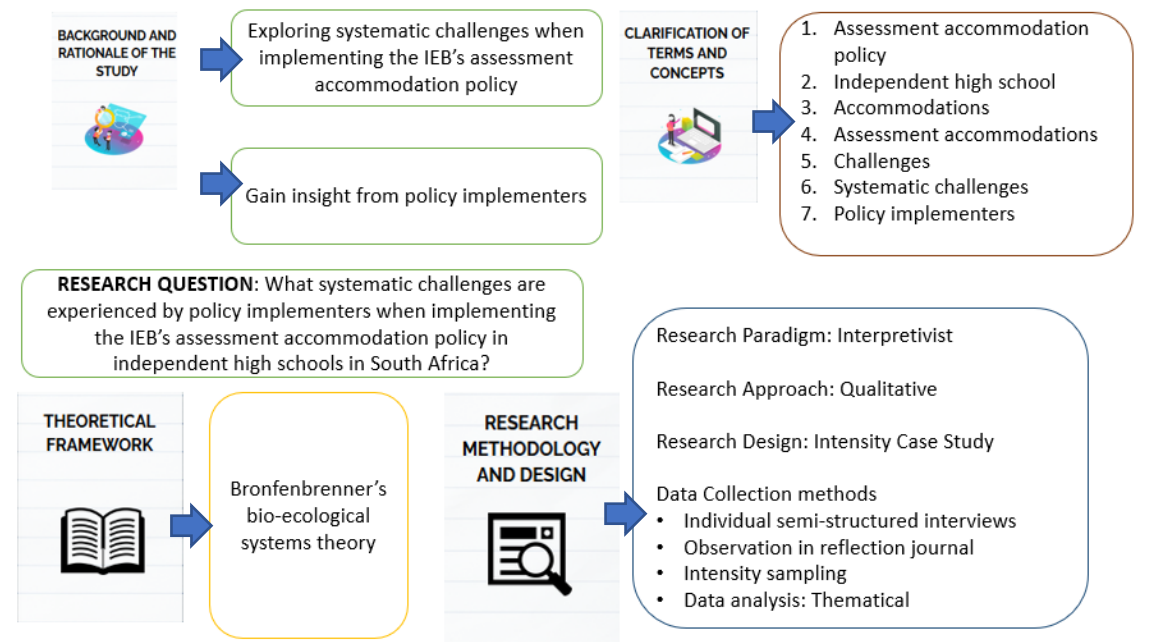 BACKGROUND AND
RATIONALE OF THE
STUDY
Exploring systematic challenges when
implementing the IEB's assessment
accommodation policy
Gain insight from policy implementers
CLARIFICATION OF
TERMS AND
CONCEPTS
1. Assessment accommodation
policy
2. Independent high school
3. Accommodations
4. Assessment accommodations
5. Challenges
6. Systematic challenges
7. Policy implementers
RESEARCH QUESTION: What systematic challenges are
experienced by policy implementers when implementing
the IEB's assessment accommodation policy in
independent high schools in South Africa?
THEORETICAL
FRAMEWORK
Bronfenbrenner's
bio-ecological
systems theory
RESEARCH
METHODOLOGY
AND DESIGN
Research Paradigm: Interpretivist
Research Approach: Qualitative
Research Design: Intensity Case Study
Data Collection methods
• Individual semi-structured interviews
• Observation in reflection journal
• Intensity sampling
• Data analysis: Thematical